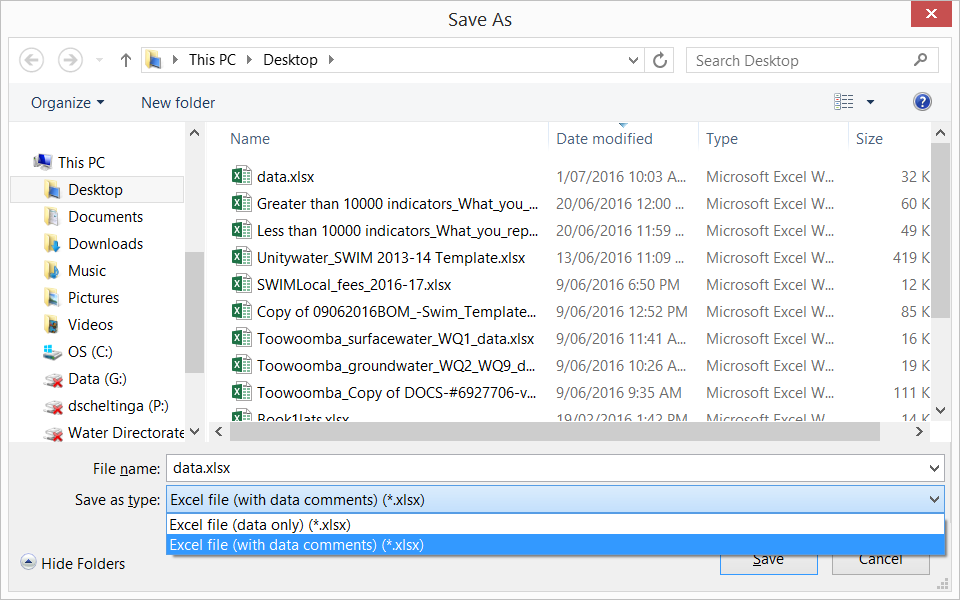 Save As
This PC Desktop Search Desktop
Organize New folder
Name Date modified Type Size
This PC
Desktop
Documents
Downloads
Music
Pictures
Videos
OS (C:)
Data (G:)
dscheltinga (P:)
Water Directorate
data.xlsx 1/07/2016 10:03 A... Microsoft Excel W... 32 K
Greater than 10000 indicators_What_you_... 20/06/2016 12:00 ... Microsoft Excel W... 60 K
Less than 10000 indicators_What_you_rep... 20/06/2016 11:59 ... Microsoft Excel W... 49 K
Unitywater_SWIM 2013-14 Template.xlsx 13/06/2016 11:09 ... Microsoft Excel W... 419 K
SWIMLocal_fees_2016-17.xlsx 9/06/2016 6:50 PM Microsoft Excel W... 12 K
Copy of 09062016BOM_-Swim_Template... 9/06/2016 12:52 PM Microsoft Excel W... 85 K
Toowoomba_surfacewater_WQ1_data.xlsx 9/06/2016 11:41 A... Microsoft Excel W... 16 K
Toowoomba_groundwater_WQ2_WQ9_d... 9/06/2016 10:26 A... Microsoft Excel W... 19 K
Toowoomba_Copy of DOCS-#6927706-v... 9/06/2016 9:35 AM Microsoft Excel W... 111 K
Book1lats.xlsx 19/02/2016 1:42 PM Microsoft Excel W... 14 K
File name: data.xlsx
Save as type: Excel file (with data comments) (*.xlsx)
Excel file (data only) (*.xlsx)
Excel file (with data comments) (*.xlsx)
Hide Folders Save Cancel